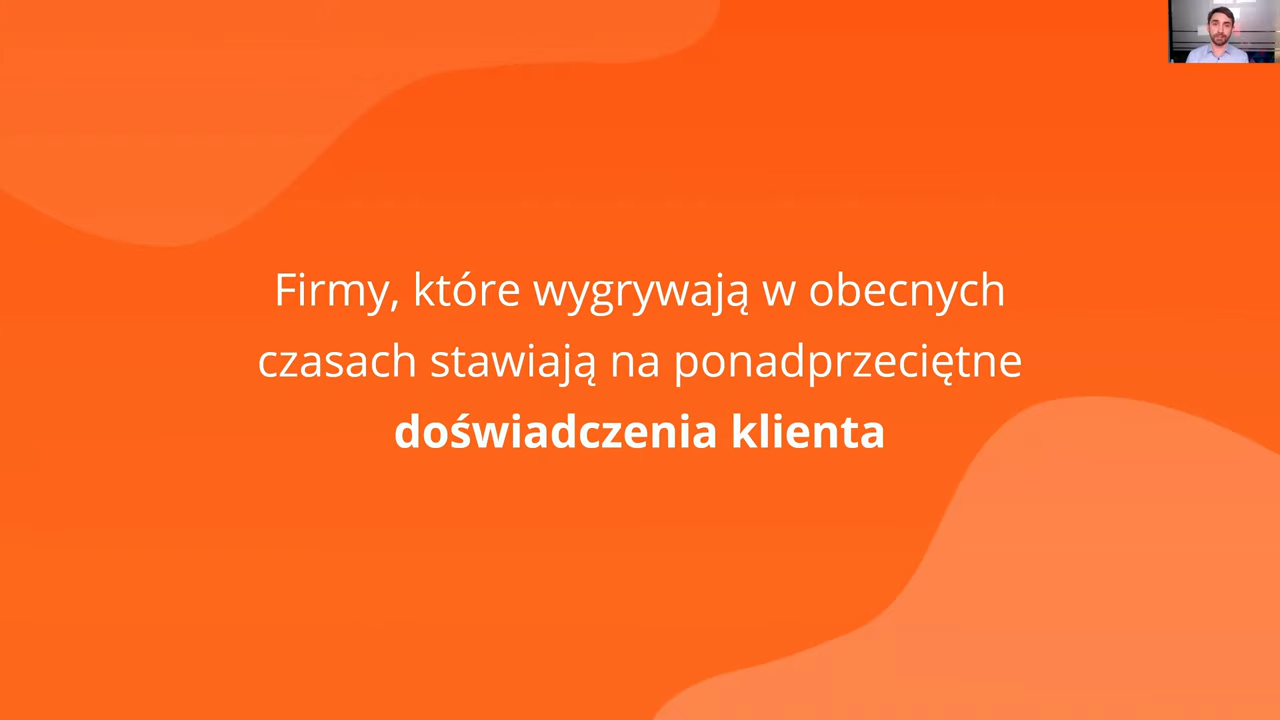 Firmy, które wygrywają w obecnych
czasach stawiają na ponadprzeciętne
doświadczenia klienta